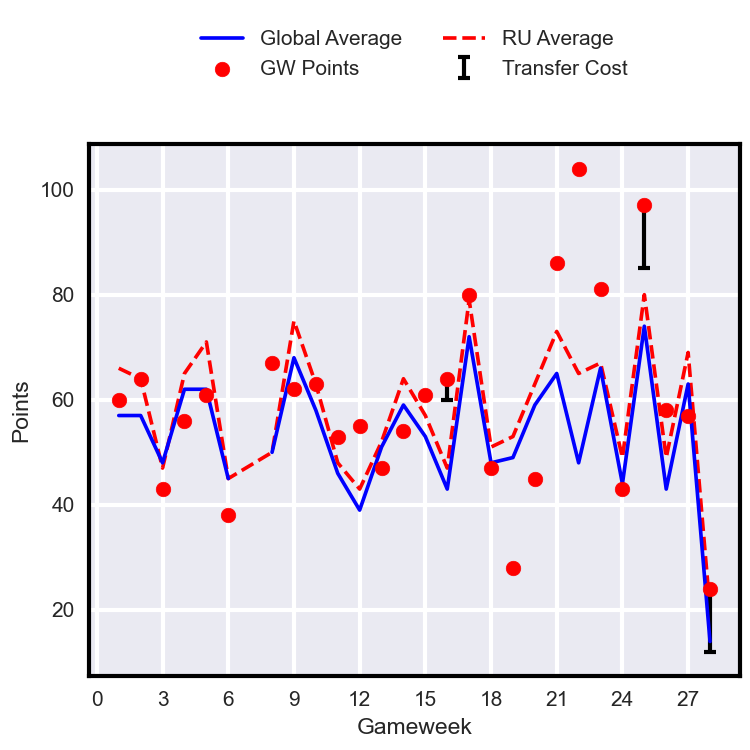 Global Average RU Average
GW Points Transfer Cost
100
80
60
40
20
Points
0 3 6 9 12 15 18 21 24 27
Gameweek